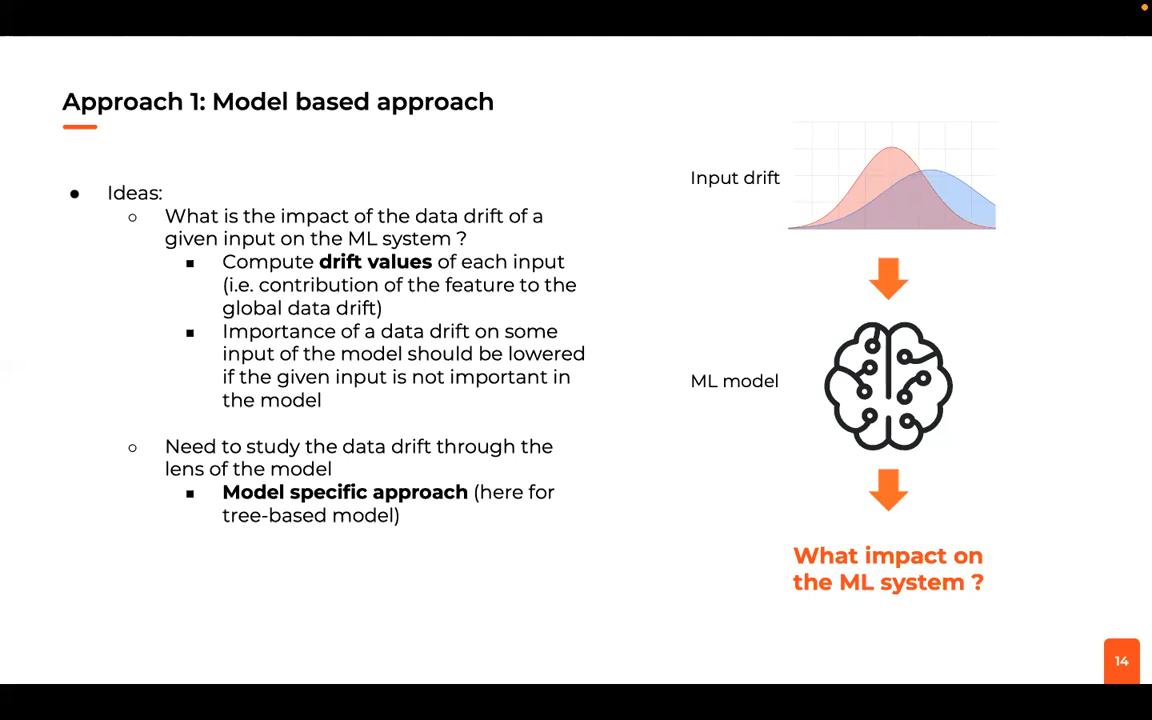 Approach 1: Model based approach
● Ideas:
○ What is the impact of the data drift of a
given input on the ML system ?
■ Compute drift values of each input
(i.e. contribution of the feature to the
global data drift)
■ Importance of a data drift on some
input of the model should be lowered
if the given input is not important in
the model
○ Need to study the data drift through the
lens of the model
■ Model specific approach (here for
tree-based model)
Input drift
ML model
What impact on
the ML system ?
14